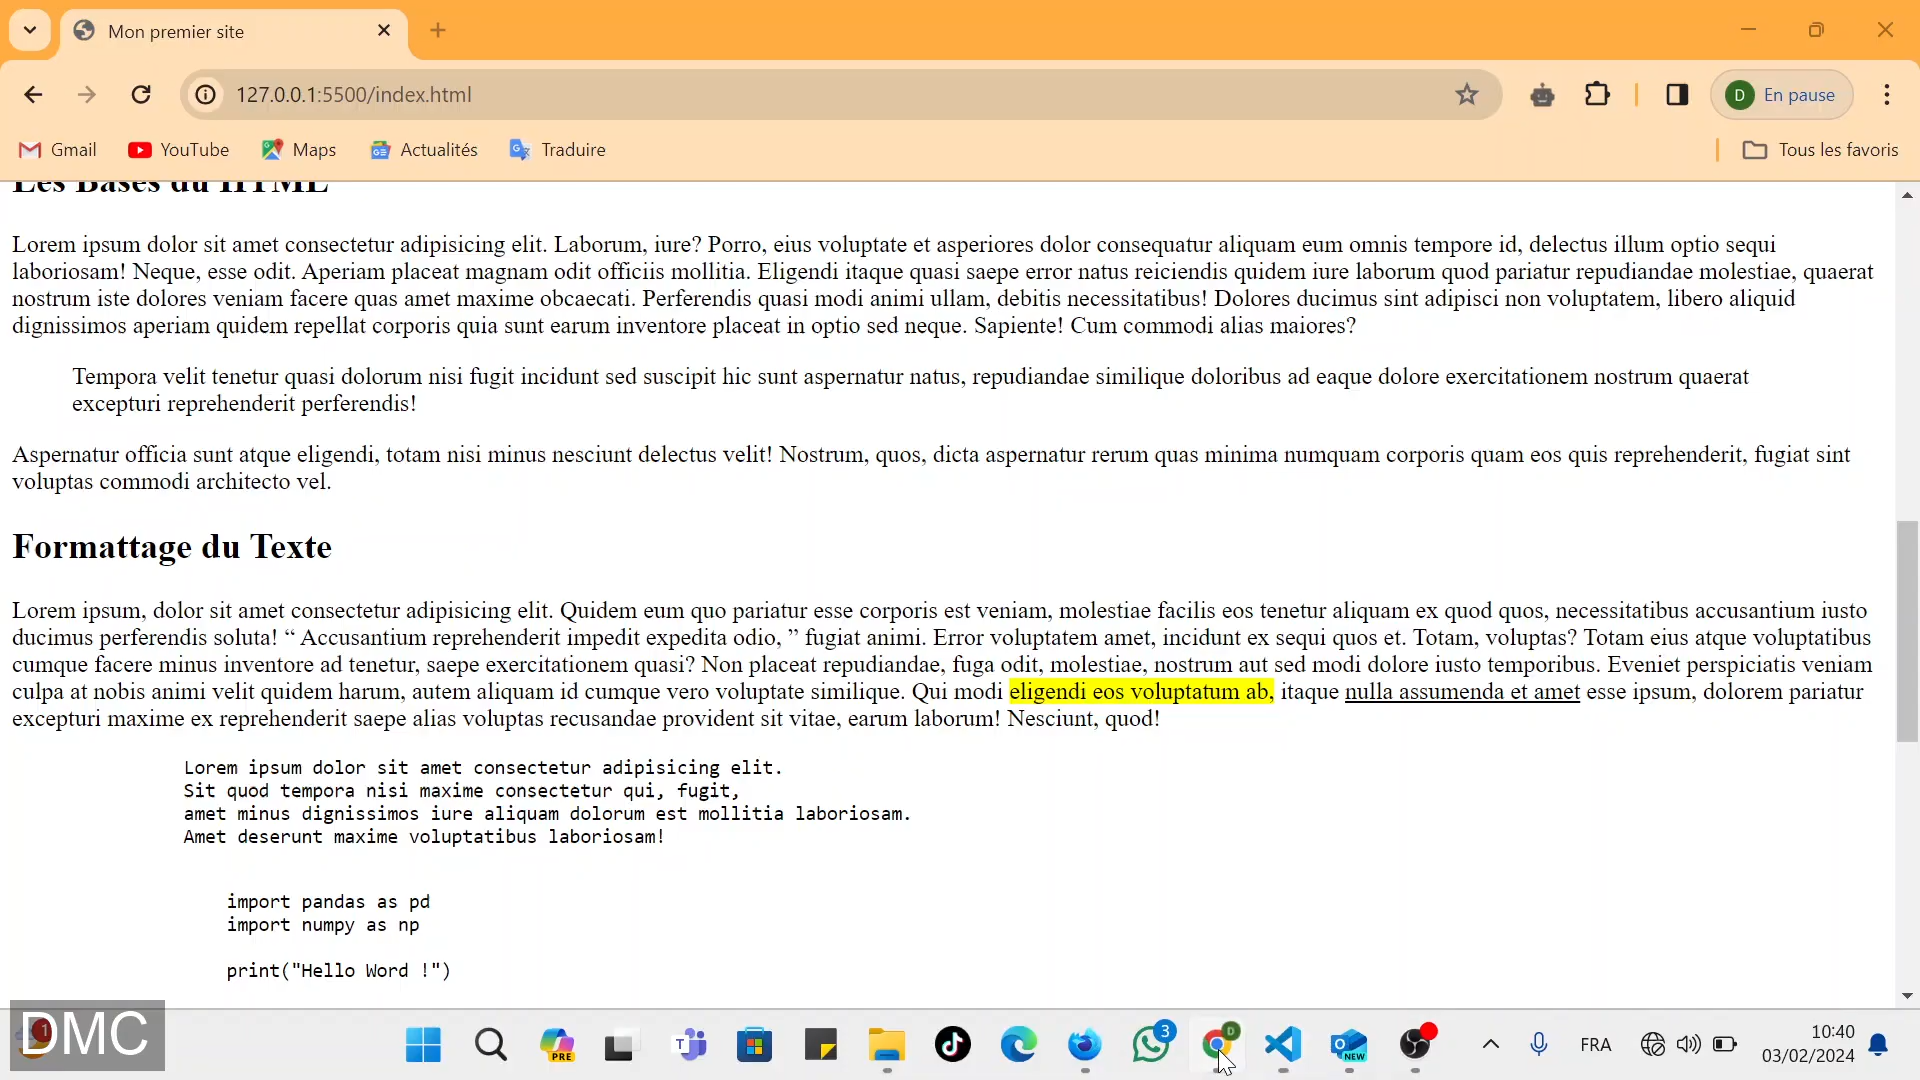 Mon premier site
127.0.0.1:5500/index.html
D En pause
Gmail YouTube Maps Actualités Traduire Tous les favoris
Les Bases du HTML
Lorem ipsum dolor sit amet consectetur adipisicing elit. Laborum, iure? Porro, eius voluptate et asperiores dolor consequatur aliquam eum omnis tempore id, delectus illum optio sequi
laboriosam! Neque, esse odit. Aperiam placeat magnam odit officiis mollitia. Eligendi itaque quasi saepe error natus reiciendis quidem iure laborum quod pariatur repudiandae molestiae, quaerat
nostrum iste dolores veniam facere quas amet maxime obcaecati. Perferendis quasi modi animi ullam, debitis necessitatibus! Dolores ducimus sint adipisci non voluptatem, libero aliquid
dignissimos aperiam quidem repellat corporis quia sunt earum inventore placeat in optio sed neque. Sapiente! Cum commodi alias maiores?
Tempora velit tenetur quasi dolorum nisi fugit incidunt sed suscipit hic sunt aspernatur natus, repudiandae similique doloribus ad eaque dolore exercitationem nostrum quaerat
excepturi reprehenderit perferendis!
Aspernatur officia sunt atque eligendi, totam nisi minus nesciunt delectus velit! Nostrum, quos, dicta aspernatur rerum quas minima numquam corporis quam eos quis reprehenderit, fugiat sint
voluptas commodi architecto vel.
Formattage du Texte
Lorem ipsum, dolor sit amet consectetur adipisicing elit. Quidem eum quo pariatur esse corporis est veniam, molestiae facilis eos tenetur aliquam ex quod quos, necessitatibus accusantium iusto
ducimus perferendis soluta! “ Accusantium reprehenderit impedit expedita odio, ” fugiat animi. Error voluptatem amet, incidunt ex sequi quos et. Totam, voluptas? Totam eius atque voluptatibus
cumque facere minus inventore ad tenetur, saepe exercitationem quasi? Non placeat repudiandae, fuga odit, molestiae, nostrum aut sed modi dolore iusto temporibus. Eveniet perspiciatis veniam
culpa at nobis animi velit quidem harum, autem aliquam id cumque vero voluptate similique. Qui modi eligendi eos voluptatum ab, itaque nulla assumenda et amet esse ipsum, dolorem pariatur
excepturi maxime ex reprehenderit saepe alias voluptas recusandae provident sit vitae, earum laborum! Nesciunt, quod!
Lorem ipsum dolor sit amet consectetur adipisicing elit.
Sit quod tempora nisi maxime consectetur qui, fugit,
amet minus dignissimos iure aliquam dolorum est mollitia laboriosam.
Amet deserunt maxime voluptatibus laboriosam!
import pandas as pd
import numpy as np
print("Hello Word !")
DMC 1
PRE
T
3
D
O NEW
FRA
10:40
03/02/2024